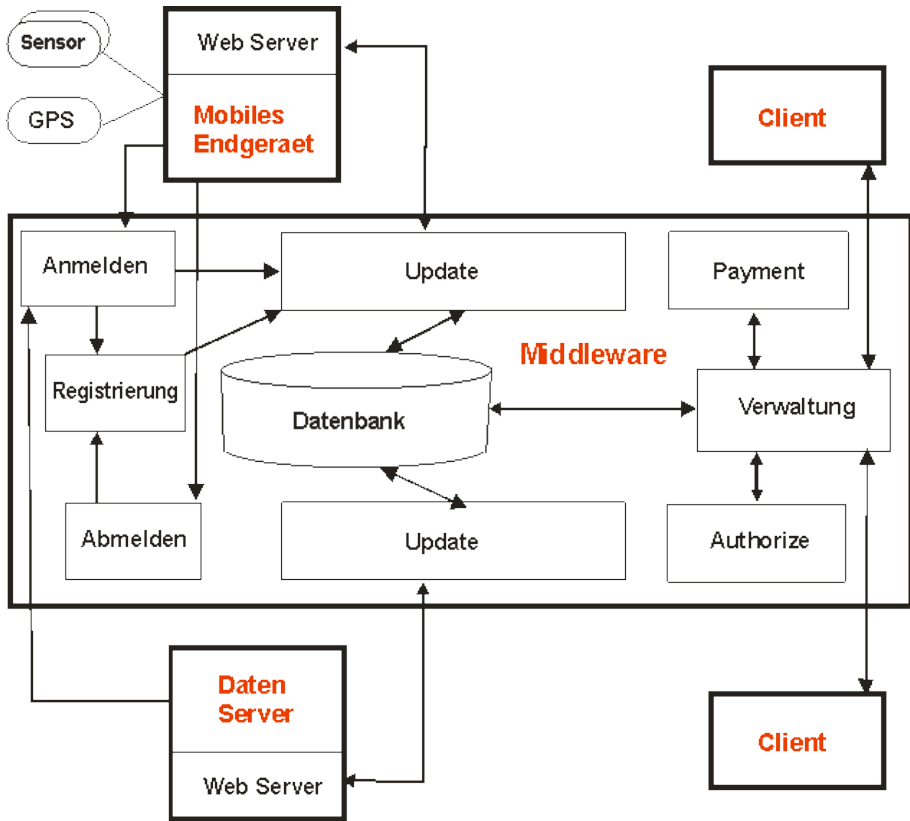 Sensor
Web Server
GPS
Mobiles
Endgeraet
Client
Anmelden
Update
Payment
Middleware
Registrierung
Datenbank
Verwaltung
Abmelden
Update
Authorize
Daten
Server
Web Server
Client